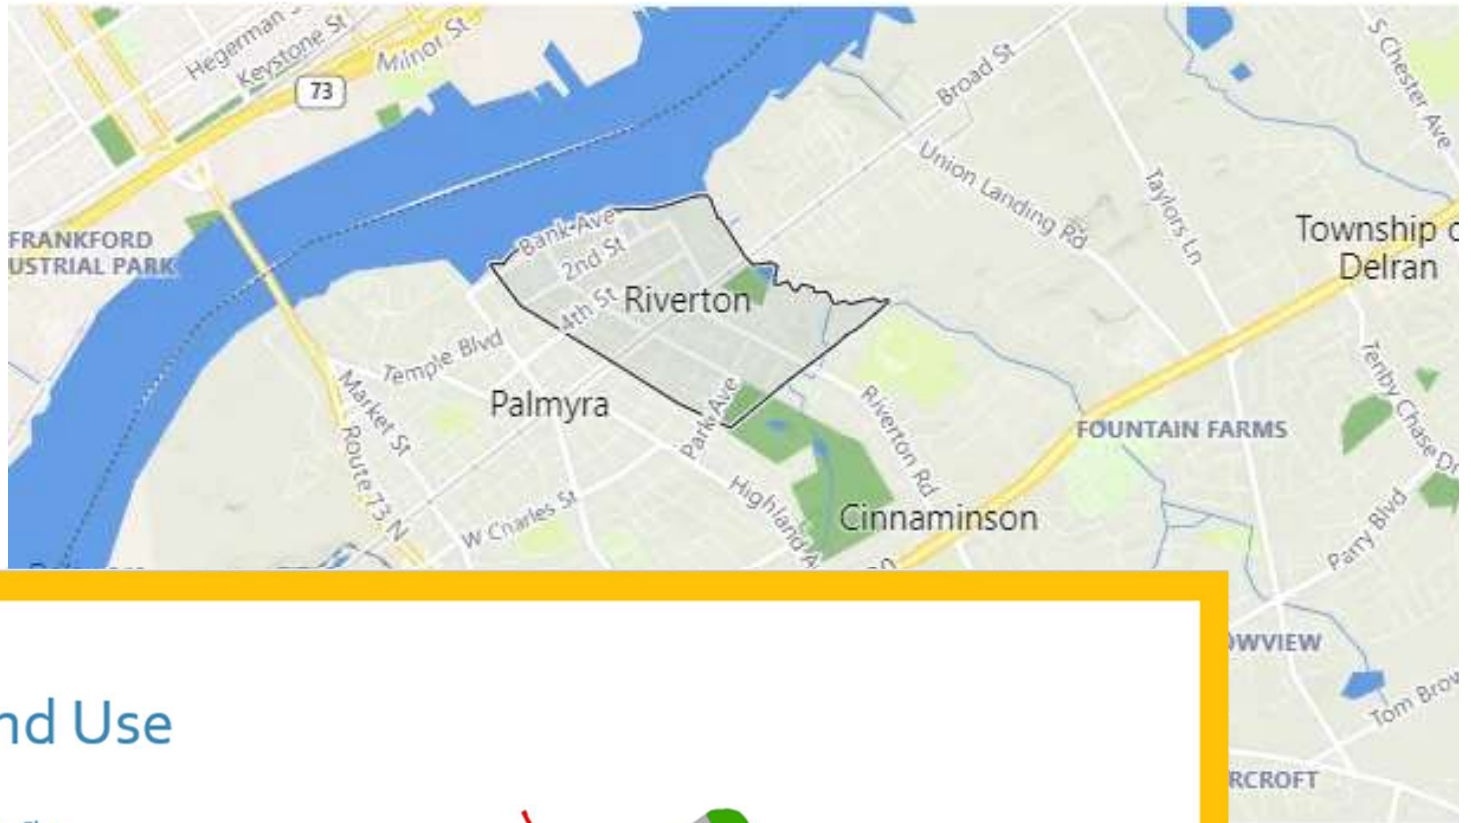 Hegerman
Keystone St
Milnor St
73
S Chester Ave
Broad St
Union Landing Rd
Taylors Ln
Township
Delran
FRANKFORD
USTRIAL PARK
Bank Ave
2nd St
4th St
Riverton
Temple Blvd
Palmyra
Market St
Route 73 N
Park Ave
Riverton Rd
FOUNTAIN FARMS
Tenby Chase Dr
Highland A
Cinnaminson
W Charles St
Parry Blvd
OWVIEW
Tom Brow
RCROFT
nd Use